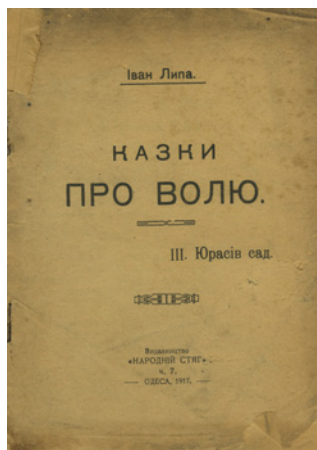 Іван Липа.
КАЗКИ
ПРО ВОЛЮ.
III. Юрасів сад.
Видавництво
«НАРОДНІЙ СТЯГ»
ч. 7.
— ОДЕСА, 1917. —